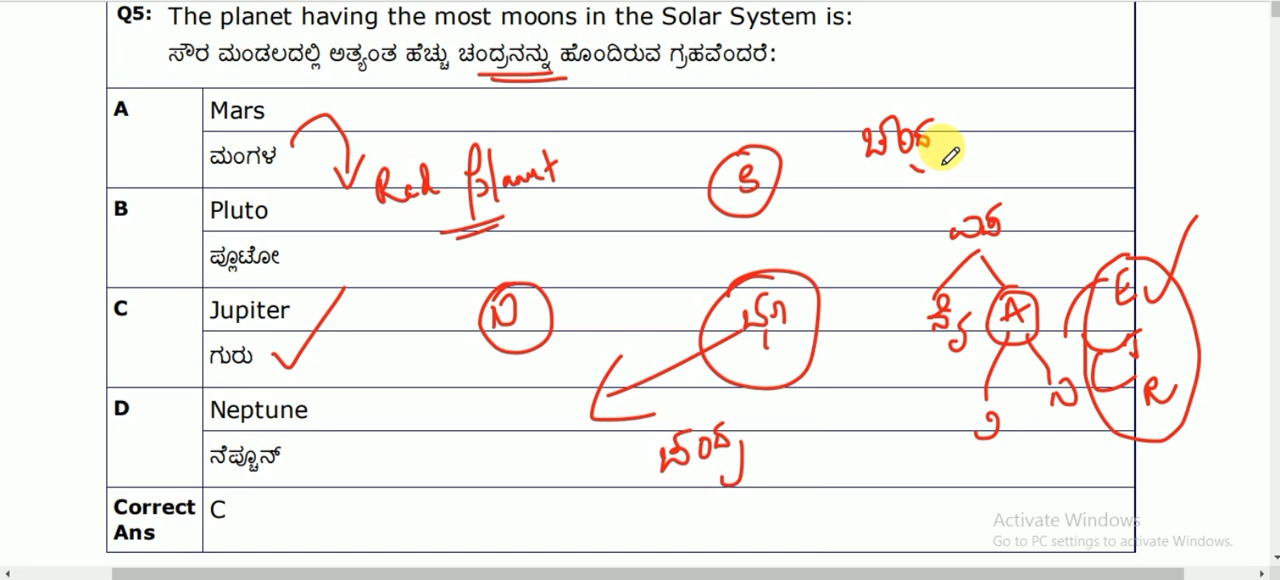 Q5: The planet having the most moons in the Solar System is:
ಸೌರ ಮಂಡಲದಲ್ಲಿ ಅತ್ಯಂತ ಹೆಚ್ಚು ಚಂದ್ರನನ್ನು ಹೊಂದಿರುವ ಗ್ರಹವೆಂದರೆ:
A Mars
ಮಂಗಳ
Red Planet
B Pluto
ಪ್ಲೂಟೋ
C Jupiter
ಗುರು
D Neptune
ನೆಪ್ಚೂನ್
ಚಂದ್ರ
Correct Ans C
Activate Windows
Go to PC settings to activate Windows.